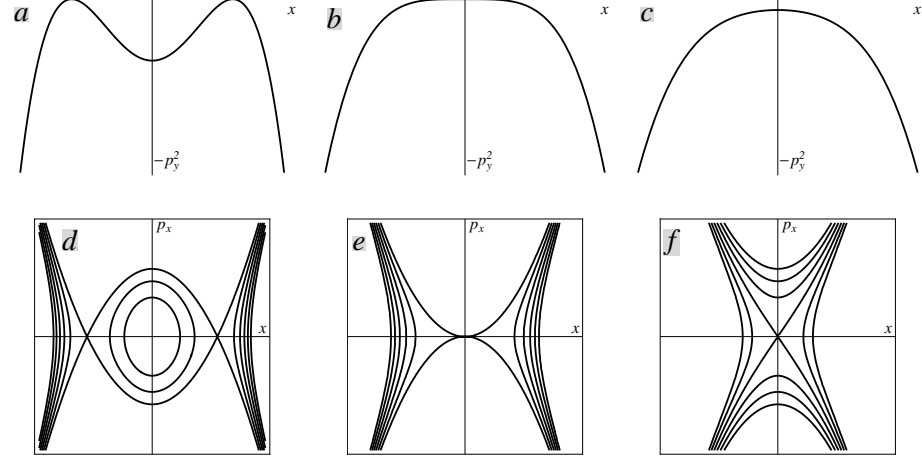 a x b x c x
−p_y^2 −p_y^2 −p_y^2
d p_x e p_x f p_x
x x x